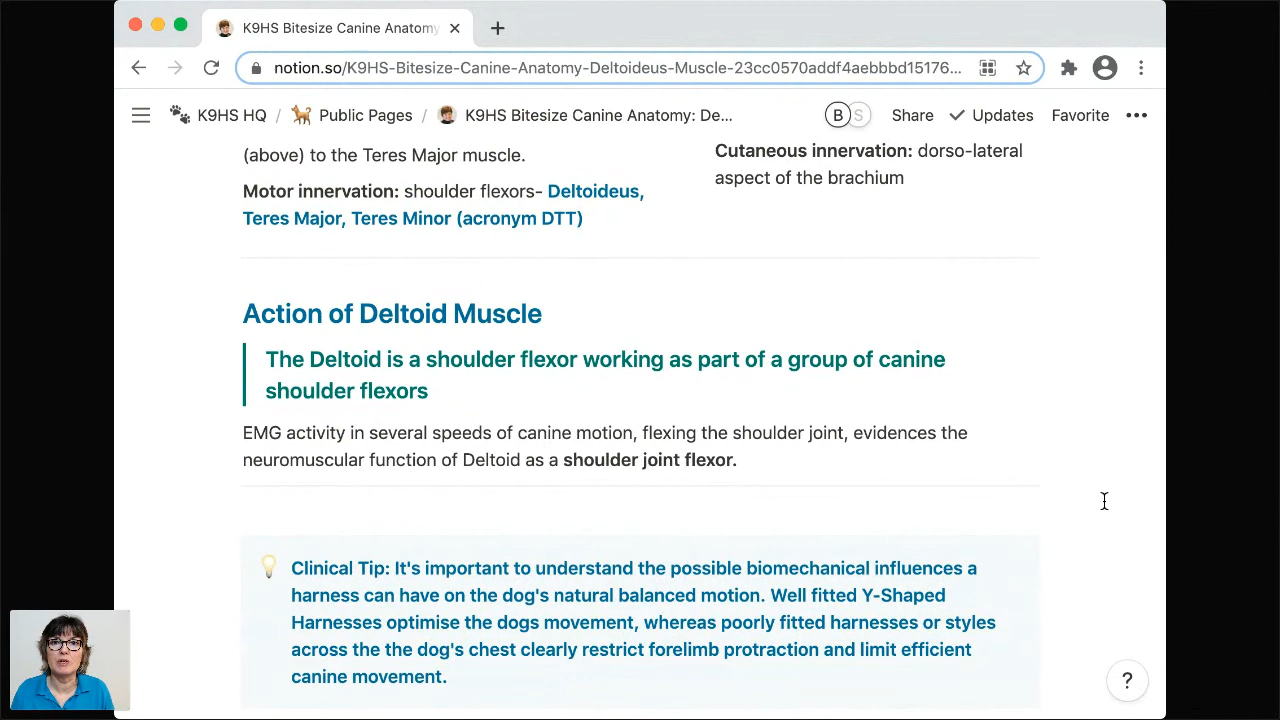 K9HS Bitesize Canine Anatomy
notion.so/K9HS-Bitesize-Canine-Anatomy-Deltoideus-Muscle-23cc0570addf4aebbbd15176...
K9HS HQ / Public Pages / K9HS Bitesize Canine Anatomy: De...
B S Share Updates Favorite
(above) to the Teres Major muscle.
Motor innervation: shoulder flexors- Deltoideus,
Teres Major, Teres Minor (acronym DTT)
Cutaneous innervation: dorso-lateral
aspect of the brachium
Action of Deltoid Muscle
The Deltoid is a shoulder flexor working as part of a group of canine
shoulder flexors
EMG activity in several speeds of canine motion, flexing the shoulder joint, evidences the
neuromuscular function of Deltoid as a shoulder joint flexor.
Clinical Tip: It's important to understand the possible biomechanical influences a
harness can have on the dog's natural balanced motion. Well fitted Y-Shaped
Harnesses optimise the dogs movement, whereas poorly fitted harnesses or styles
across the the dog's chest clearly restrict forelimb protraction and limit efficient
canine movement.
?